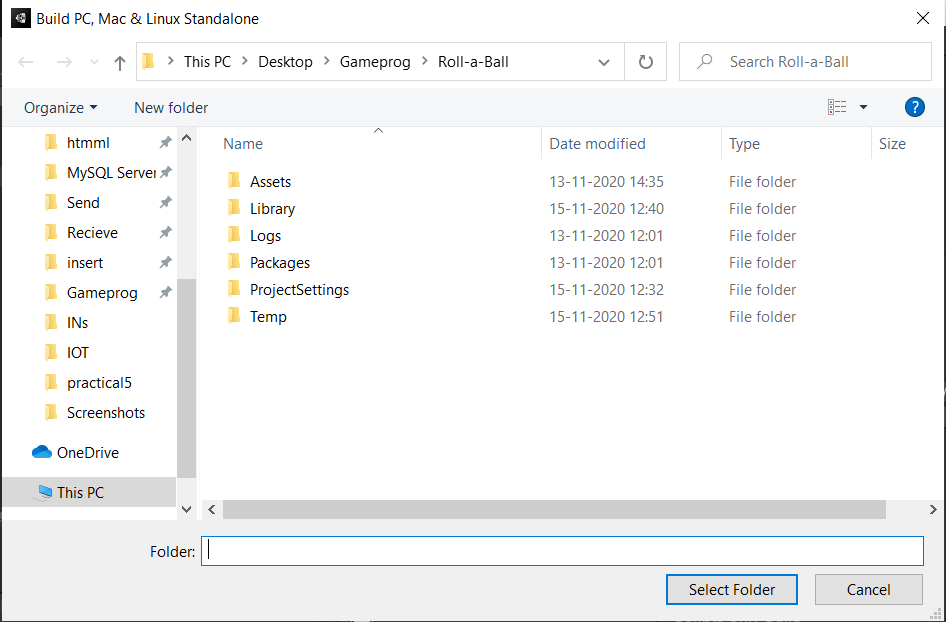 Build PC, Mac & Linux Standalone
This PC > Desktop > Gameprog > Roll-a-Ball
Search Roll-a-Ball
Organize New folder ?
Name Date modified Type Size
htmml
MySQL Server
Send
Recieve
insert
Gameprog
INs
IOT
practical5
Screenshots
OneDrive
This PC
Assets 13-11-2020 14:35 File folder
Library 15-11-2020 12:40 File folder
Logs 13-11-2020 12:01 File folder
Packages 13-11-2020 12:01 File folder
ProjectSettings 15-11-2020 12:32 File folder
Temp 15-11-2020 12:51 File folder
Folder:
Select Folder Cancel